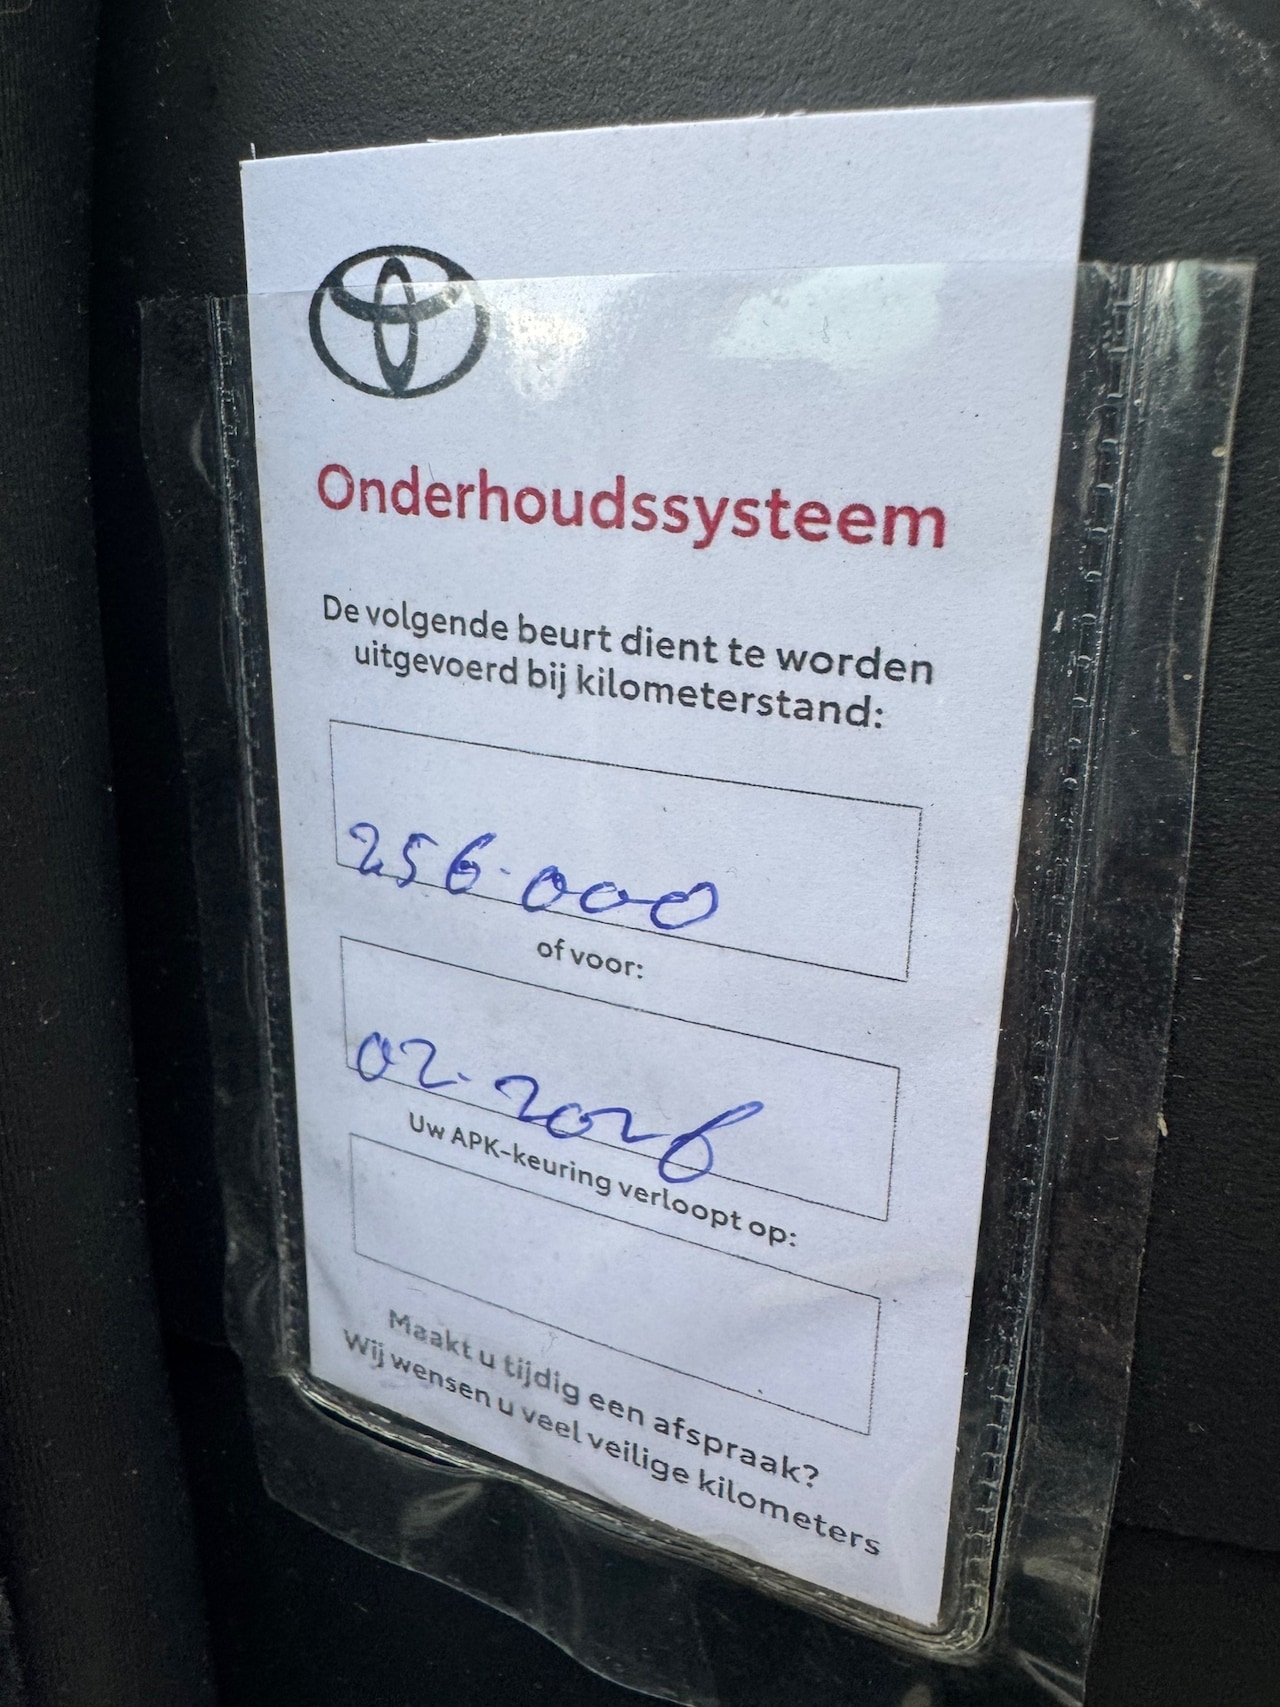 Onderhoudssysteem
De volgende beurt dient te worden
uitgevoerd bij kilometerstand:
256.000
of voor:
02.2026
Uw APK-keuring verloopt op:
Maakt u tijdig een afspraak?
Wij wensen u veel veilige kilometers